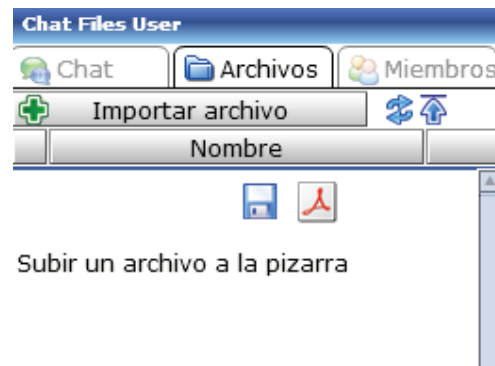 Chat Files User
Chat Archivos Miembros
Importar archivo
Nombre
Subir un archivo a la pizarra